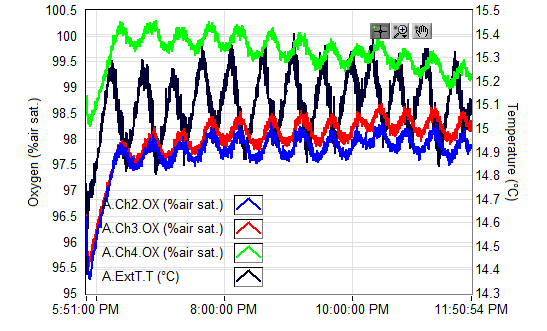 100.5
100
99.5
99
98.5
98
97.5
97
96.5
96
95.5
95
Oxygen (%air sat.)
15.5
15.4
15.3
15.2
15.1
15
14.9
14.8
14.7
14.6
14.5
14.4
14.3
Temperature (°C)
A.Ch2.OX (%air sat.)
A.Ch3.OX (%air sat.)
A.Ch4.OX (%air sat.)
A.ExtT.T (°C)
5:51:00 PM
8:00:00 PM
10:00:00 PM
11:50:54 PM